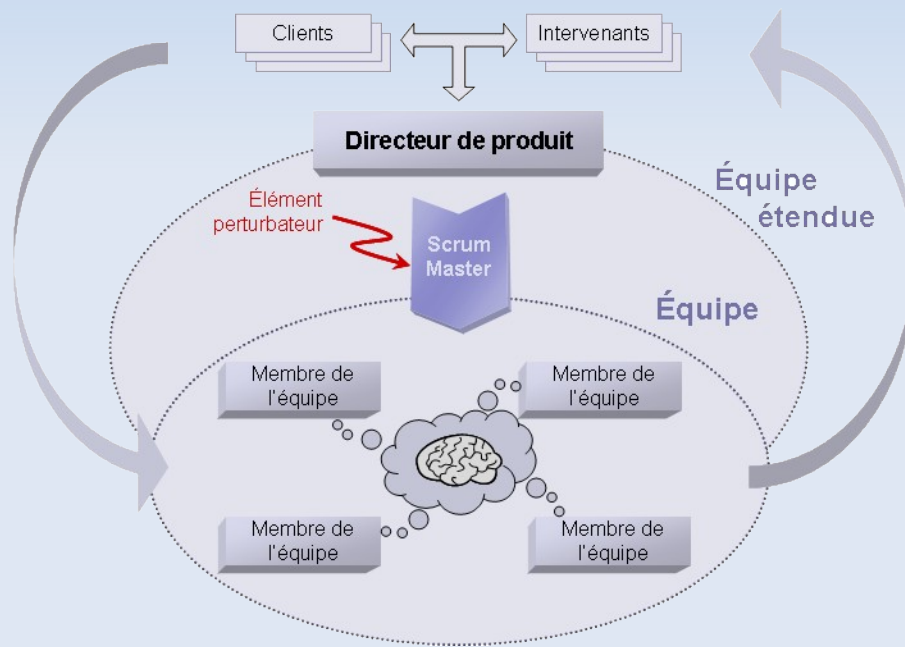 Clients
Intervenants
Directeur de produit
Équipe
étendue
Élément
perturbateur
Scrum
Master
Équipe
Membre de
l'équipe
Membre de
l'équipe
Membre de
l'équipe
Membre de
l'équipe